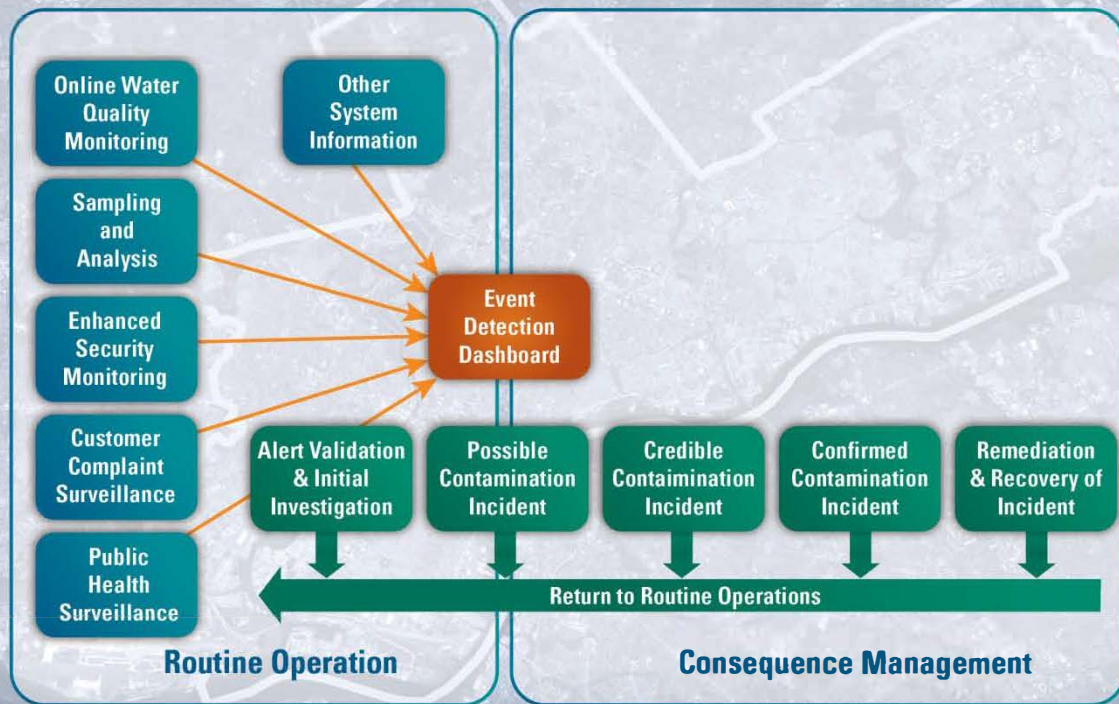 Online Water
Quality
Monitoring
Other
System
Information
Sampling
and
Analysis
Enhanced
Security
Monitoring
Event
Detection
Dashboard
Customer
Complaint
Surveillance
Public
Health
Surveillance
Alert Validation
& Initial
Investigation
Possible
Contamination
Incident
Credible
Contaimination
Incident
Confirmed
Contamination
Incident
Remediation
& Recovery of
Incident
Return to Routine Operations
Routine Operation
Consequence Management